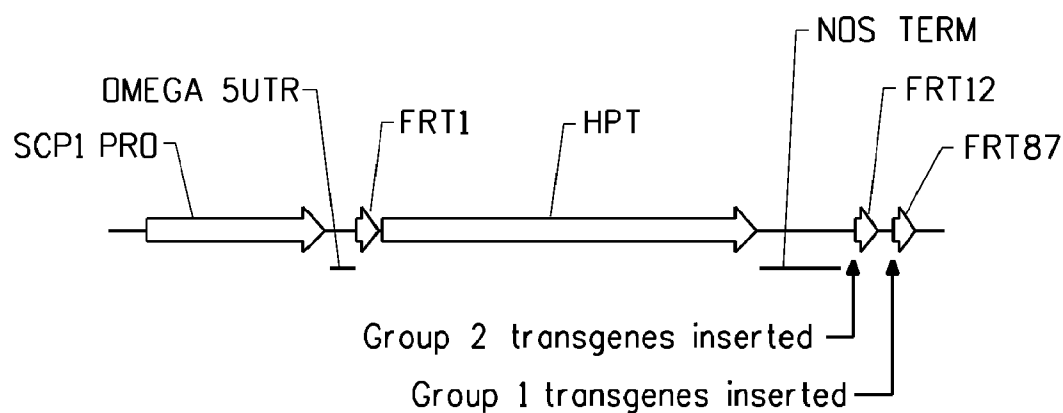 NOS TERM
OMEGA 5UTR
FRT12
SCP1 PRO
FRT1
HPT
FRT87
Group 2 transgenes inserted
Group 1 transgenes inserted